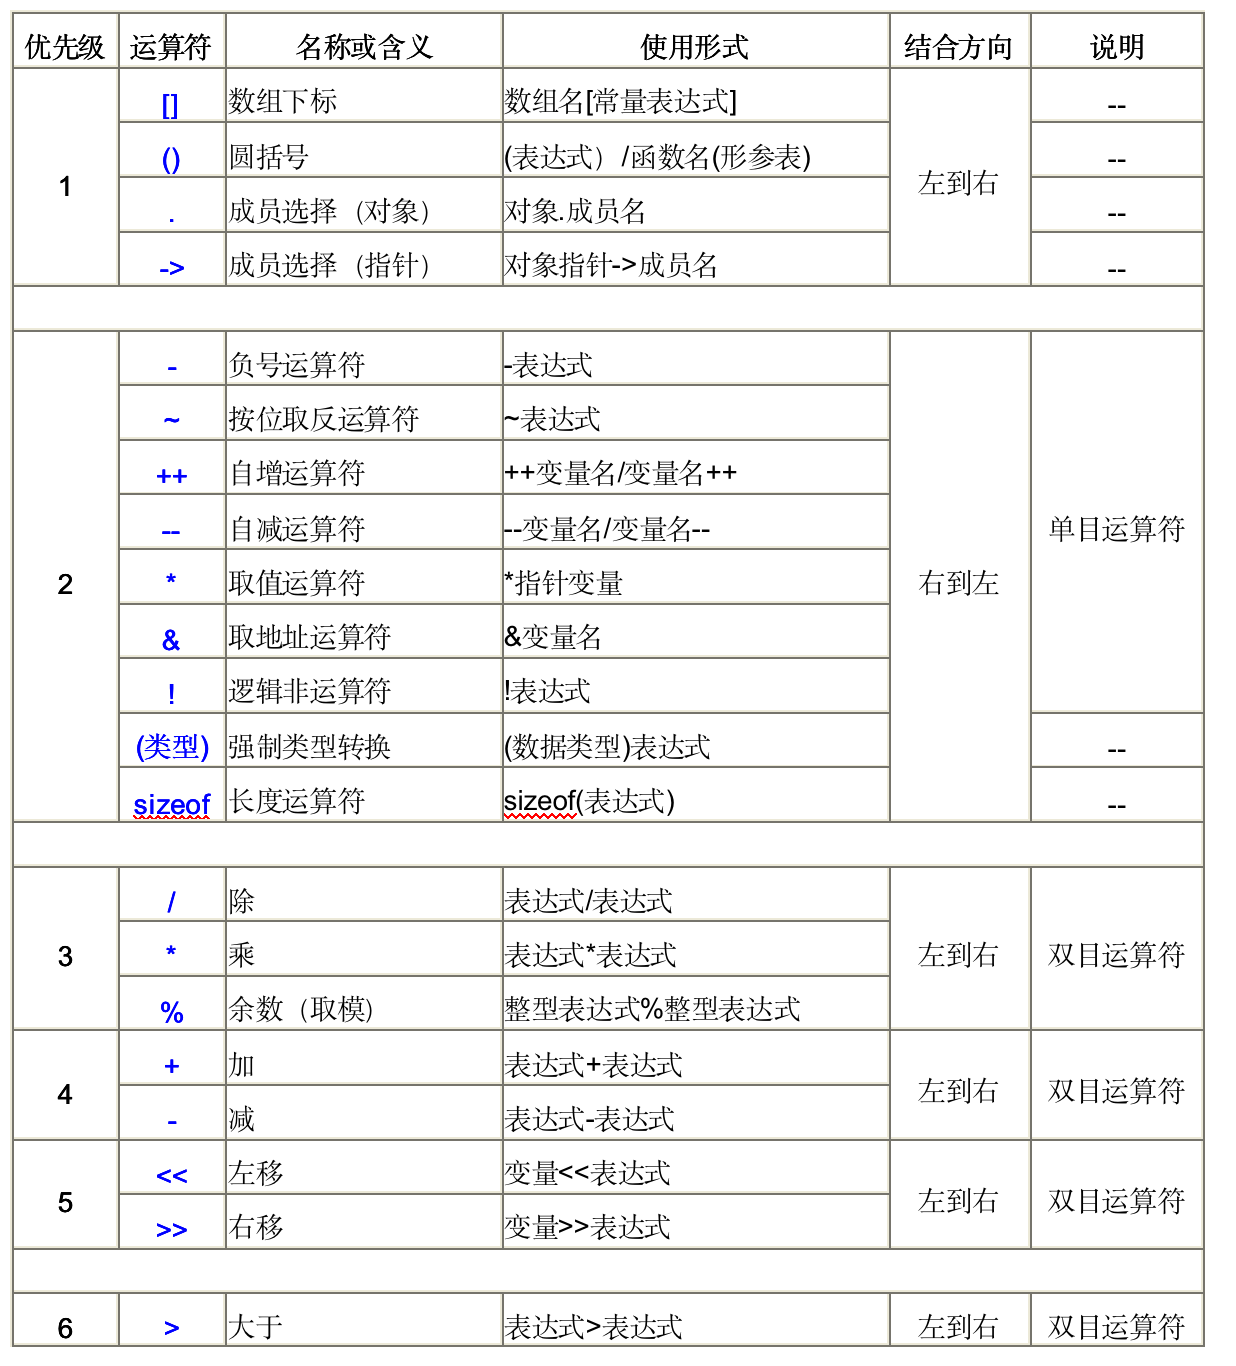 优先级 运算符 名称或含义 使用形式 结合方向 说明
1 [] 数组下标 数组名[常量表达式] 左到右 --
() 圆括号 (表达式）/函数名(形参表) --
. 成员选择（对象） 对象.成员名 --
-> 成员选择（指针） 对象指针->成员名 --
2 - 负号运算符 -表达式 右到左 单目运算符
~ 按位取反运算符 ~表达式
++ 自增运算符 ++变量名/变量名++
-- 自减运算符 --变量名/变量名--
* 取值运算符 *指针变量
& 取地址运算符 &变量名
! 逻辑非运算符 !表达式
(类型) 强制类型转换 (数据类型)表达式 --
sizeof 长度运算符 sizeof(表达式) --
3 / 除 表达式/表达式 左到右 双目运算符
* 乘 表达式*表达式
% 余数（取模） 整型表达式%整型表达式
4 + 加 表达式+表达式 左到右 双目运算符
- 减 表达式-表达式
5 << 左移 变量<<表达式 左到右 双目运算符
>> 右移 变量>>表达式
6 > 大于 表达式>表达式 左到右 双目运算符